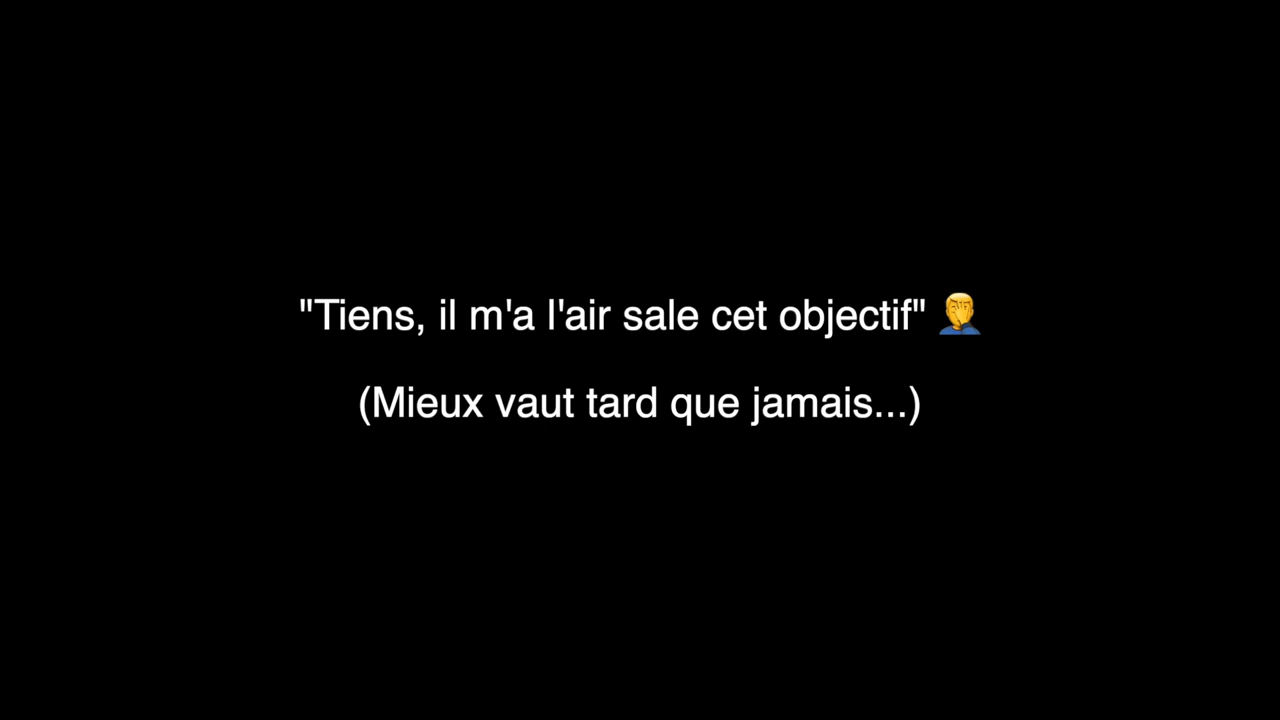 "Tiens, il m'a l'air sale cet objectif" 🤦‍♂️
(Mieux vaut tard que jamais...)